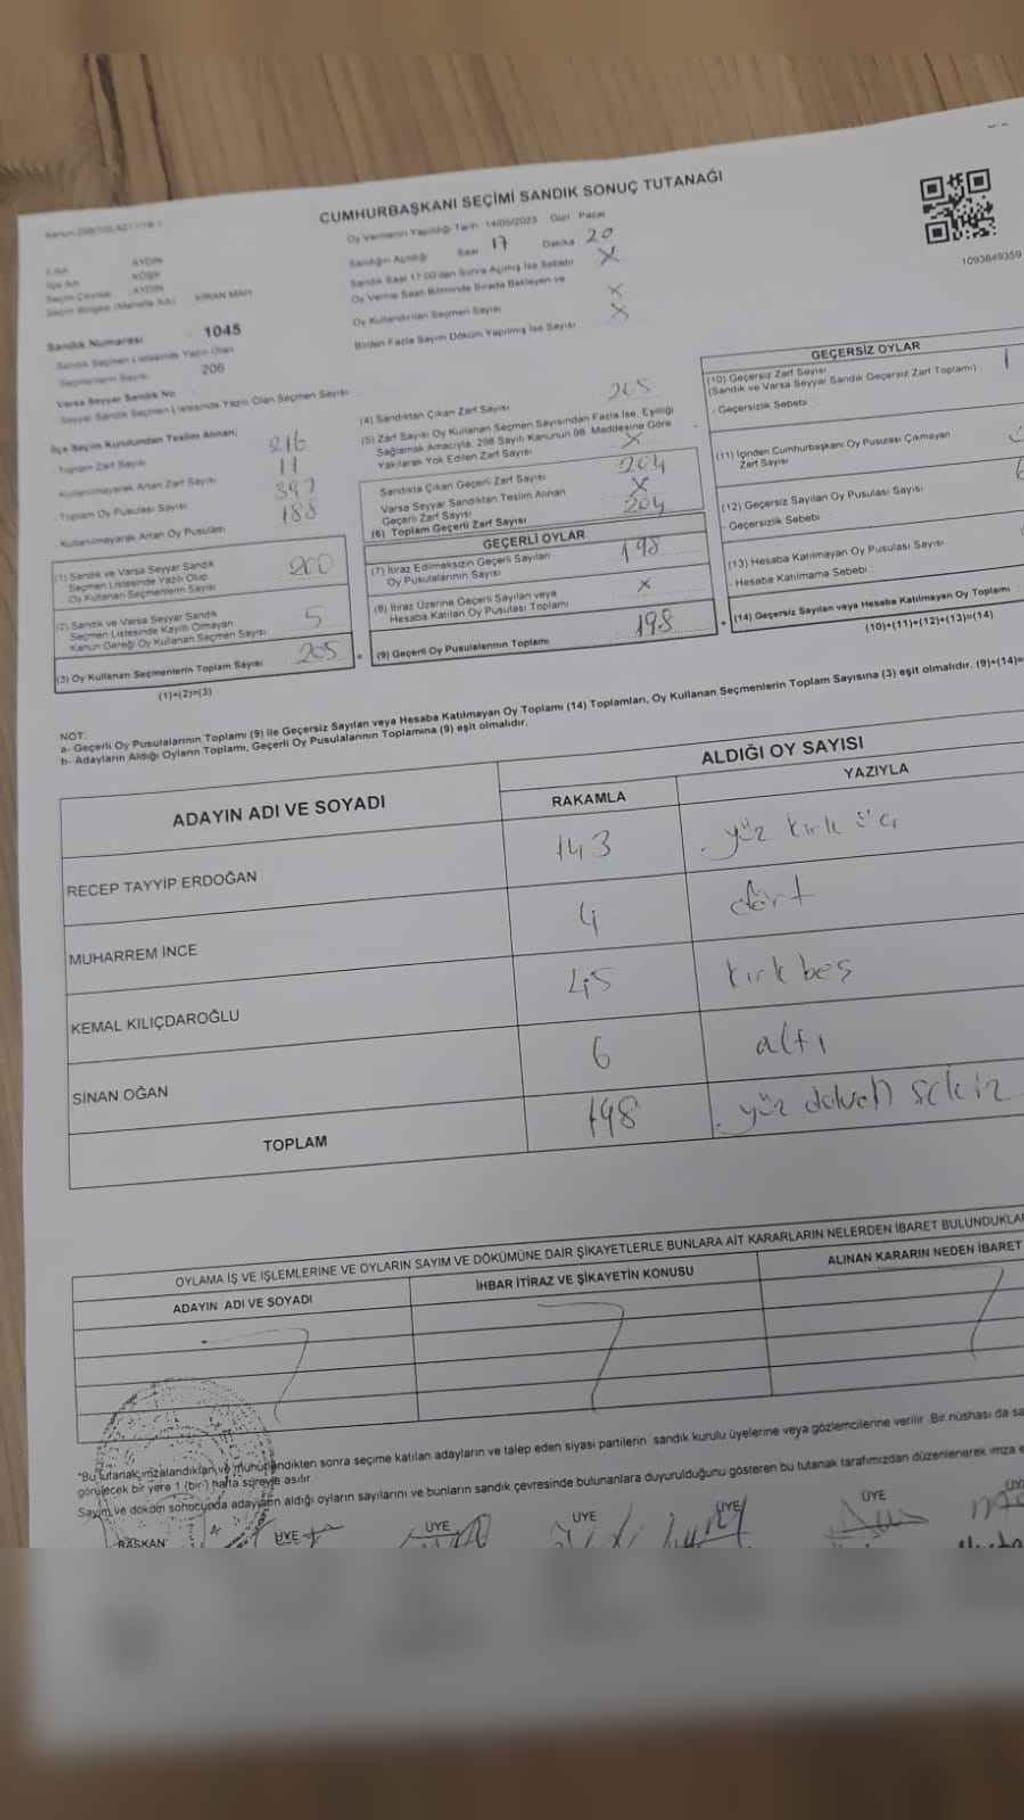 CUMHURBAŞKANI SEÇİMİ SANDIK SONUÇ TUTANAĞI
Oy Vermenin Yapıldığı Tarih 14/05/2023 Gün Pazar
Sandığın Açıldığı Saat 17 Dakika 20
Sandık Saat 17:00'den Sonra Açılmış İse Sebebi X
Oy Verme Saati Bitiminde Sırada Bekleyen ve
Oy Kullandırılan Seçmen Sayısı X
Birden Fazla Sayım Döküm Yapılmış İse Sayısı X
1093849359
İl Adı AYDIN
İlçe Adı KÖŞK
Seçim Çevresi AYDIN
Seçim Bölgesi (Mahalle Adı)
Sandık Numarası 1045
Sandık Seçmen Listesinde Yazılı Olan
Seçmenlerin Sayısı 206
Varsa Seyyar Sandık No
Seyyar Sandık Seçmen Listesinde Yazılı Olan Seçmen Sayısı
İlçe Seçim Kurulundan Teslim Alınan;
- Toplam Zarf Sayısı 216
- Kullanılmayarak Artan Zarf Sayısı 11
- Toplam Oy Pusulası Sayısı
- Kullanılmayarak Artan Oy Pusulası 188
(1) Sandık ve Varsa Seyyar Sandık
Seçmen Listesinde Yazılı Olup
Oy Kullanan Seçmenlerin Sayısı 200
(2) Sandık ve Varsa Seyyar Sandık
Seçmen Listesinde Kayıtlı Olmayan
Kanun Gereği Oy Kullanan Seçmen Sayısı 5
(3) Oy Kullanan Seçmenlerin Toplam Sayısı 205
(1)+(2)=(3)
(4) Sandıktan Çıkan Zarf Sayısı 205
(5) Zarf Sayısı Oy Kullanan Seçmen Sayısından Fazla İse, Eşitliği
Sağlamak Amacıyla, 298 Sayılı Kanunun 98. Maddesine Göre
Yakılarak Yok Edilen Zarf Sayısı X
Sandıkta Çıkan Geçerli Zarf Sayısı 204
Varsa Seyyar Sandıktan Teslim Alınan
Geçerli Zarf Sayısı X
(6) Toplam Geçerli Zarf Sayısı 204
GEÇERLİ OYLAR
(7) İtiraz Edilmeksizin Geçerli Sayılan
Oy Pusulalarının Sayısı 198
(8) İtiraz Üzerine Geçerli Sayılan veya
Hesaba Katılan Oy Pusulası Toplamı X
(9) Geçerli Oy Pusulalarının Toplamı 198
GEÇERSİZ OYLAR
(10) Geçersiz Zarf Sayısı
(Sandık ve Varsa Seyyar Sandık Geçersiz Zarf Toplamı) 1
- Geçersizlik Sebebi
(11) İçinden Cumhurbaşkanı Oy Pusulası Çıkmayan
Zarf Sayısı
(12) Geçersiz Sayılan Oy Pusulası Sayısı
- Geçersizlik Sebebi
(13) Hesaba Katılmayan Oy Pusulası Sayısı
- Hesaba Katılmama Sebebi
(14) Geçersiz Sayılan veya Hesaba Katılmayan Oy Toplamı
(10)+(11)+(12)+(13)=(14)
NOT:
a- Geçerli Oy Pusulalarının Toplamı (9) ile Geçersiz Sayılan veya Hesaba Katılmayan Oy Toplamı (14) Toplamları, Oy Kullanan Seçmenlerin Toplam Sayısına (3) eşit olmalıdır. (9)+(14)=
b- Adayların Aldığı Oyların Toplamı, Geçerli Oy Pusulalarının Toplamına (9) eşit olmalıdır.
ADAYIN ADI VE SOYADI
ALDIĞI OY SAYISI
RAKAMLA YAZIYLA
RECEP TAYYİP ERDOĞAN 143 yüz kırk üç
MUHARREM İNCE 4 dört
KEMAL KILIÇDAROĞLU 45 kırk beş
SİNAN OĞAN 6 altı
TOPLAM 198 yüz doksan sekiz
OYLAMA İŞ VE İŞLEMLERİNE VE OYLARIN SAYIM VE DÖKÜMÜNE DAİR ŞİKAYETLERLE BUNLARA AİT KARARLARIN NELERDEN İBARET BULUNDUKLA
ADAYIN ADI VE SOYADI İHBAR İTİRAZ VE ŞİKAYETİN KONUSU ALINAN KARARIN NEDEN İBARET
"Bu tutanak imzalandıktan ve mühürlendikten sonra seçime katılan adayların ve talep eden siyasi partilerin sandık kurulu üyelerine veya gözlemcilerine verilir. Bir nüshası da sa
görülecek bir yere 1 (bir) hafta süreyle asılır.
Sayım ve döküm sonucunda adayların aldığı oyların sayılarını ve bunların sandık çevresinde bulunanlara duyurulduğunu gösteren bu tutanak tarafımızdan düzenlenerek imza e
BAŞKAN ÜYE ÜYE ÜYE ÜYE ÜYE